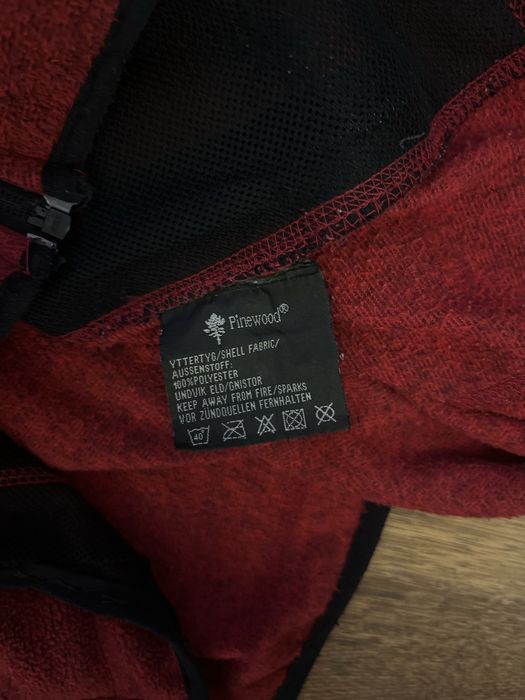 Pinewood®
YTTERTYG/SHELL FABRIC/
AUSSENSTOFF:
100%POLYESTER
UNDVIK ELD/GNISTOR
KEEP AWAY FROM FIRE/SPARKS
VOR ZÜNDQUELLEN FERNHALTEN
40°